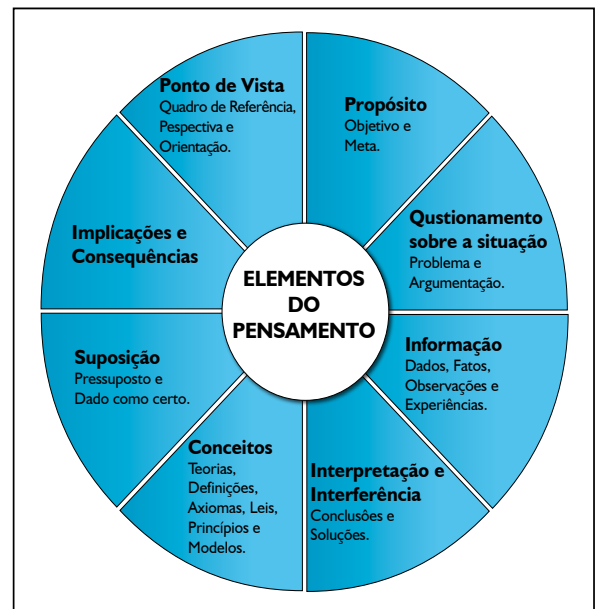 Ponto de Vista
Quadro de Referência,
Pespectiva e
Orientação.
Propósito
Objetivo e
Meta.
Qustionamento
sobre a situação
Problema e
Argumentação.
Informação
Dados, Fatos,
Observações e
Experiências.
Interpretação e
Interferência
Conclusôes e
Soluções.
Conceitos
Teorias,
Definições,
Axiomas, Leis,
Princípios e
Modelos.
Suposição
Pressuposto e
Dado como certo.
Implicações e
Consequências
ELEMENTOS
DO
PENSAMENTO